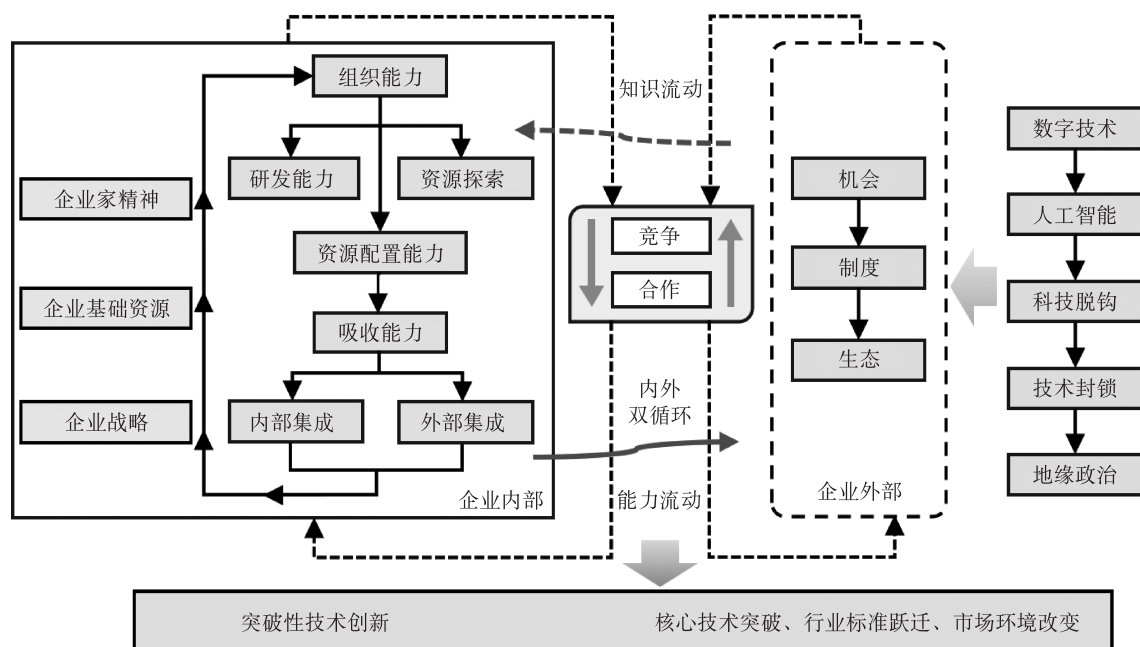 组织能力
研发能力
资源探索
企业家精神
资源配置能力
企业基础资源
吸收能力
企业战略
内部集成
外部集成
企业内部
知识流动
竞争
合作
内外
双循环
能力流动
机会
制度
生态
企业外部
数字技术
人工智能
科技脱钩
技术封锁
地缘政治
突破性技术创新
核心技术突破、行业标准跃迁、市场环境改变